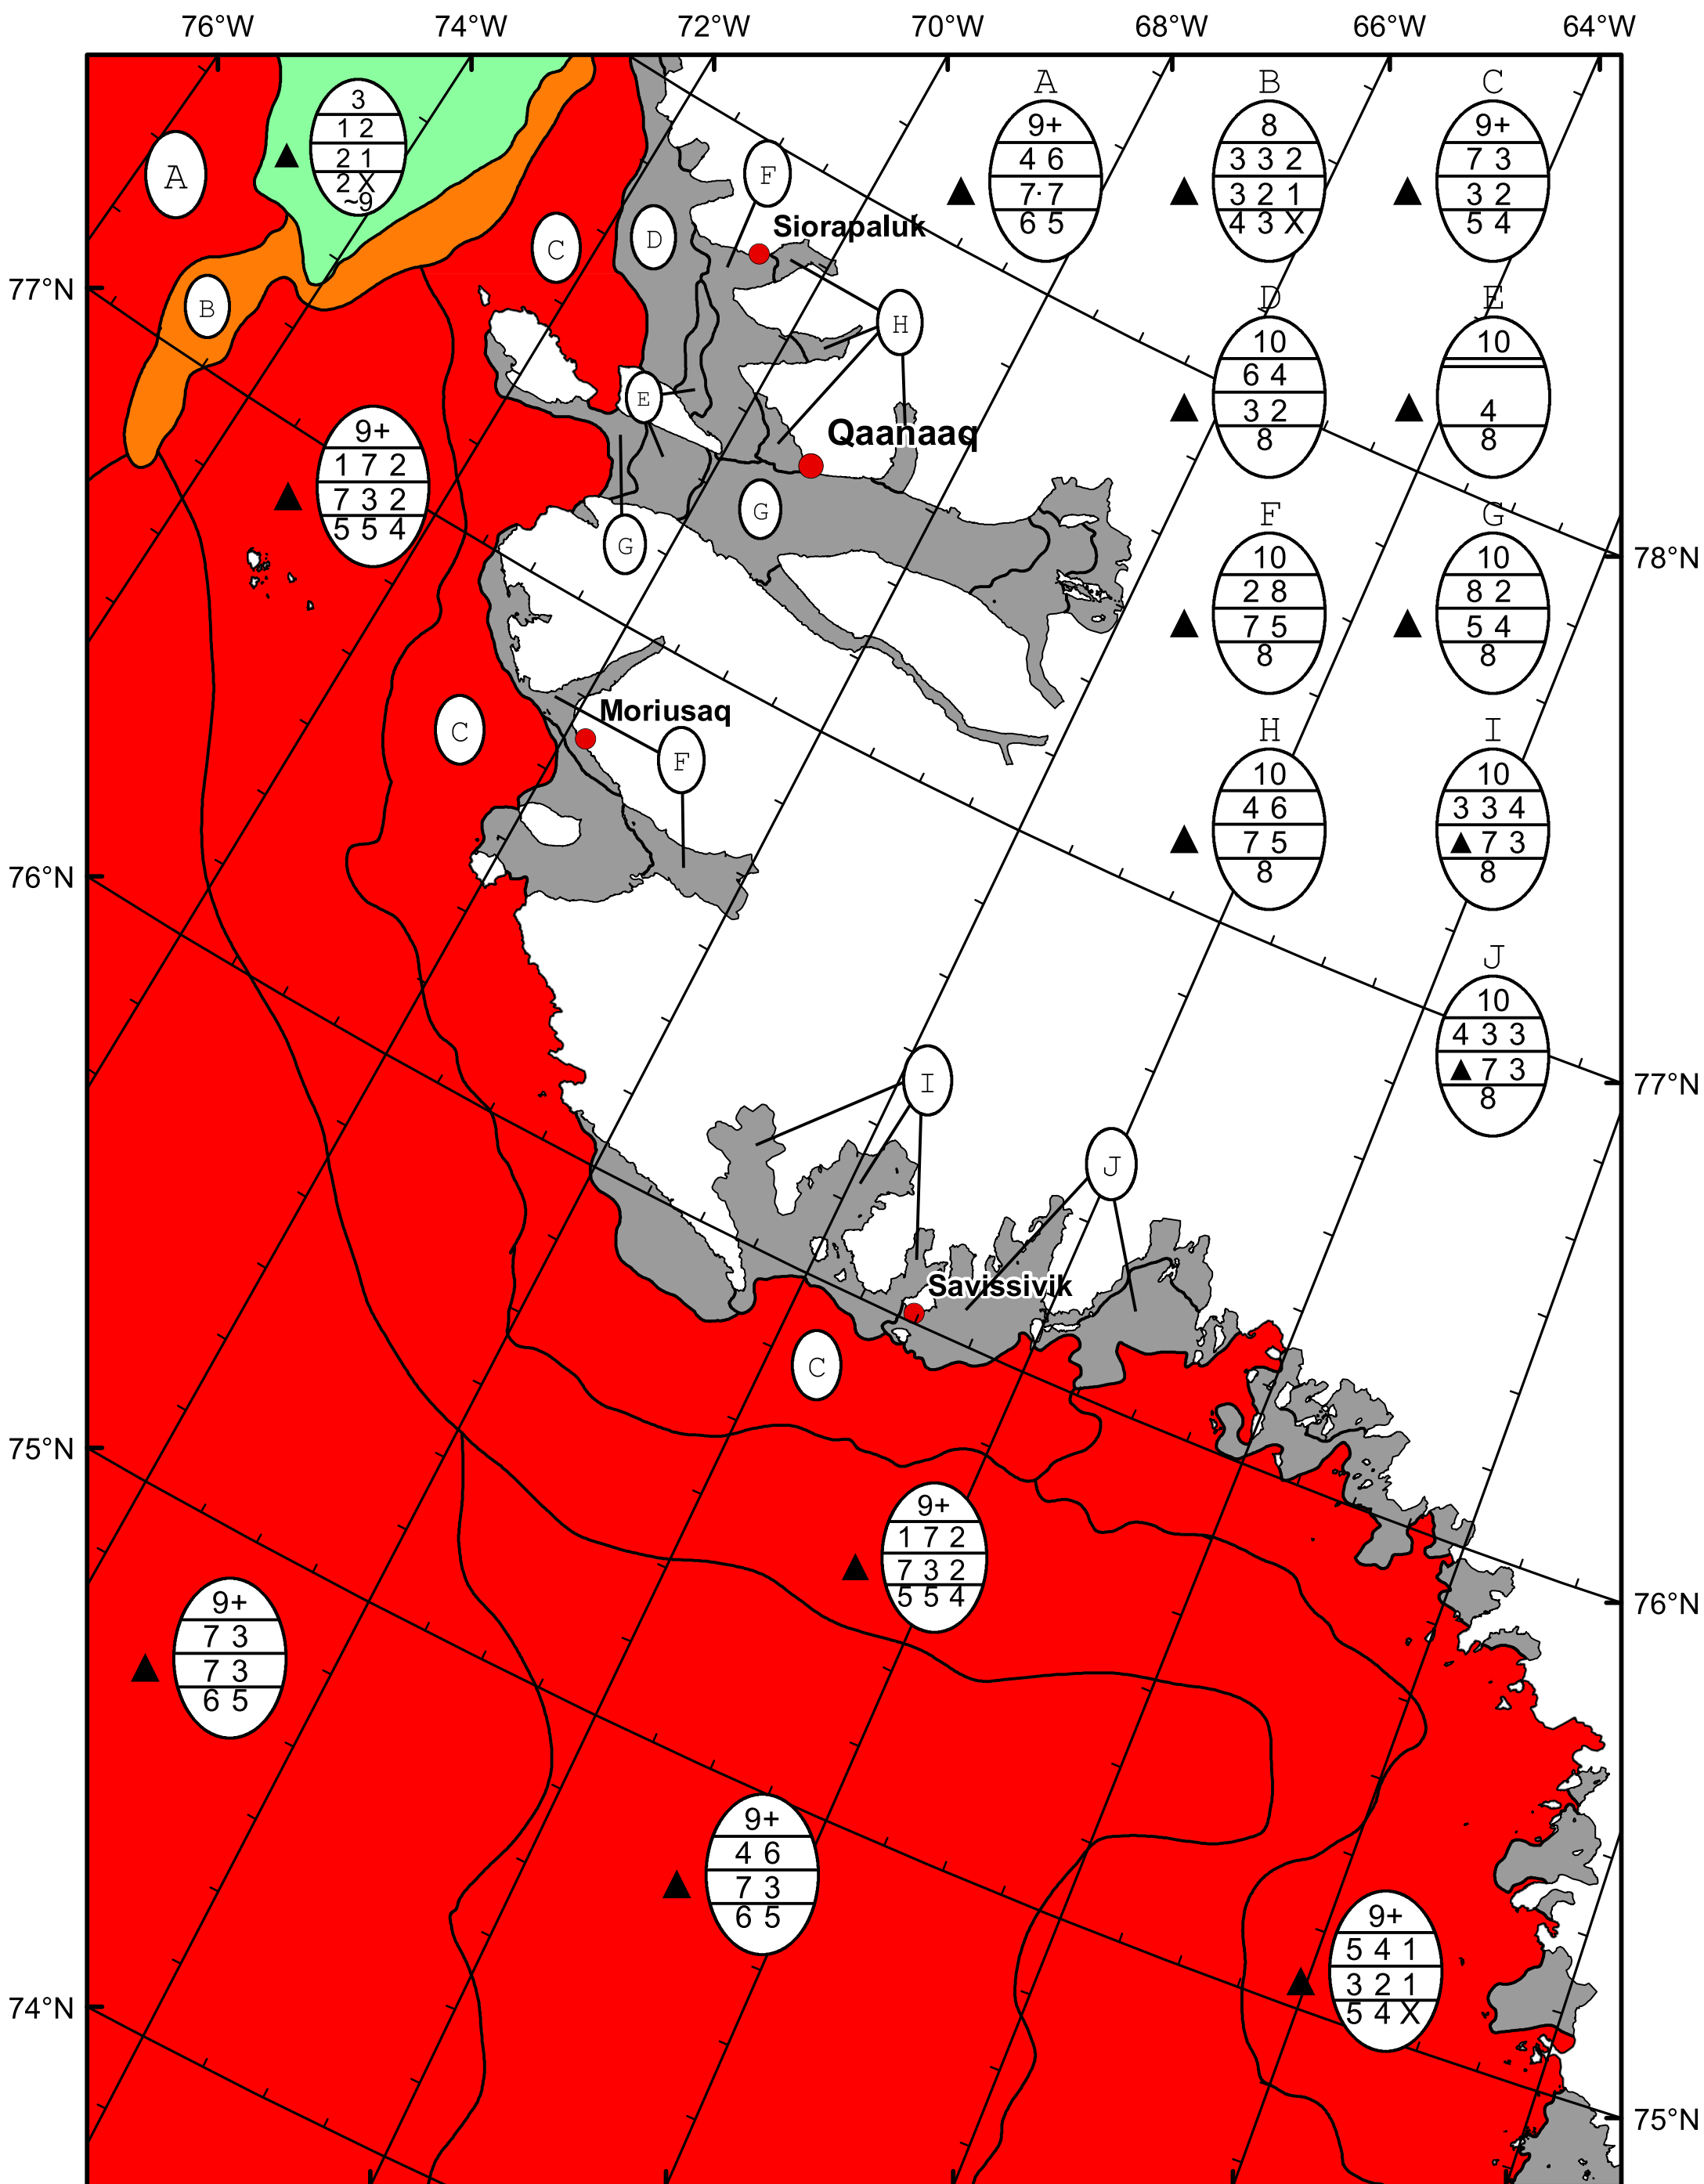 76°W 74°W 72°W 70°W 68°W 66°W 64°W
A B C
3
1 2
2 1
2 X
~9
9+
4 6
7·7
6 5
8
3 3 2
3 2 1
4 3 X
9+
7 3
3 2
5 4
A
F
Siorapaluk
D
C
77°N
B
H
D E
10
6 4
3 2
8
10
4
8
E
Qaanaaq
9+
1 7 2
7 3 2
5 5 4
G
G
F G
78°N
10
2 8
7 5
8
10
8 2
5 4
8
Moriusaq
C
F
H I
10
4 6
7 5
8
10
3 3 4
▲ 7 3
8
76°N
J
10
4 3 3
▲ 7 3
8
I
77°N
J
Savissivik
C
75°N
9+
1 7 2
7 3 2
5 5 4
9+
7 3
7 3
6 5
76°N
9+
4 6
7 3
6 5
9+
5 4 1
3 2 1
5 4 X
74°N
75°N